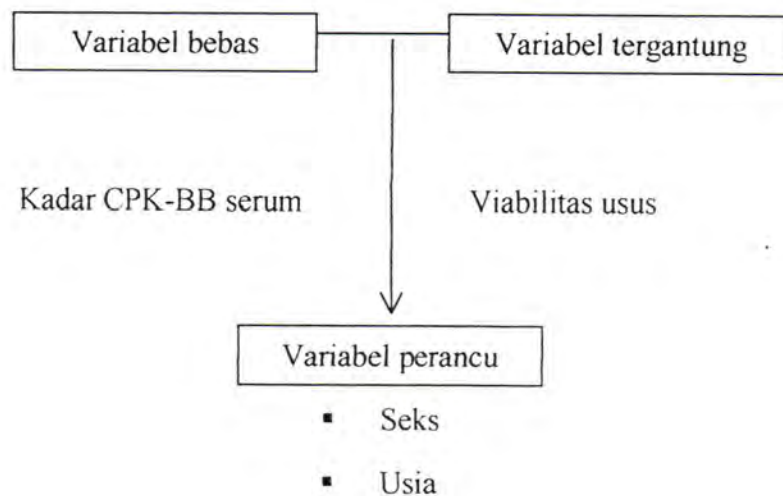 Variabel bebas
Variabel tergantung
Kadar CPK-BB serum
Viabilitas usus
Variabel perancu
▪ Seks
▪ Usia